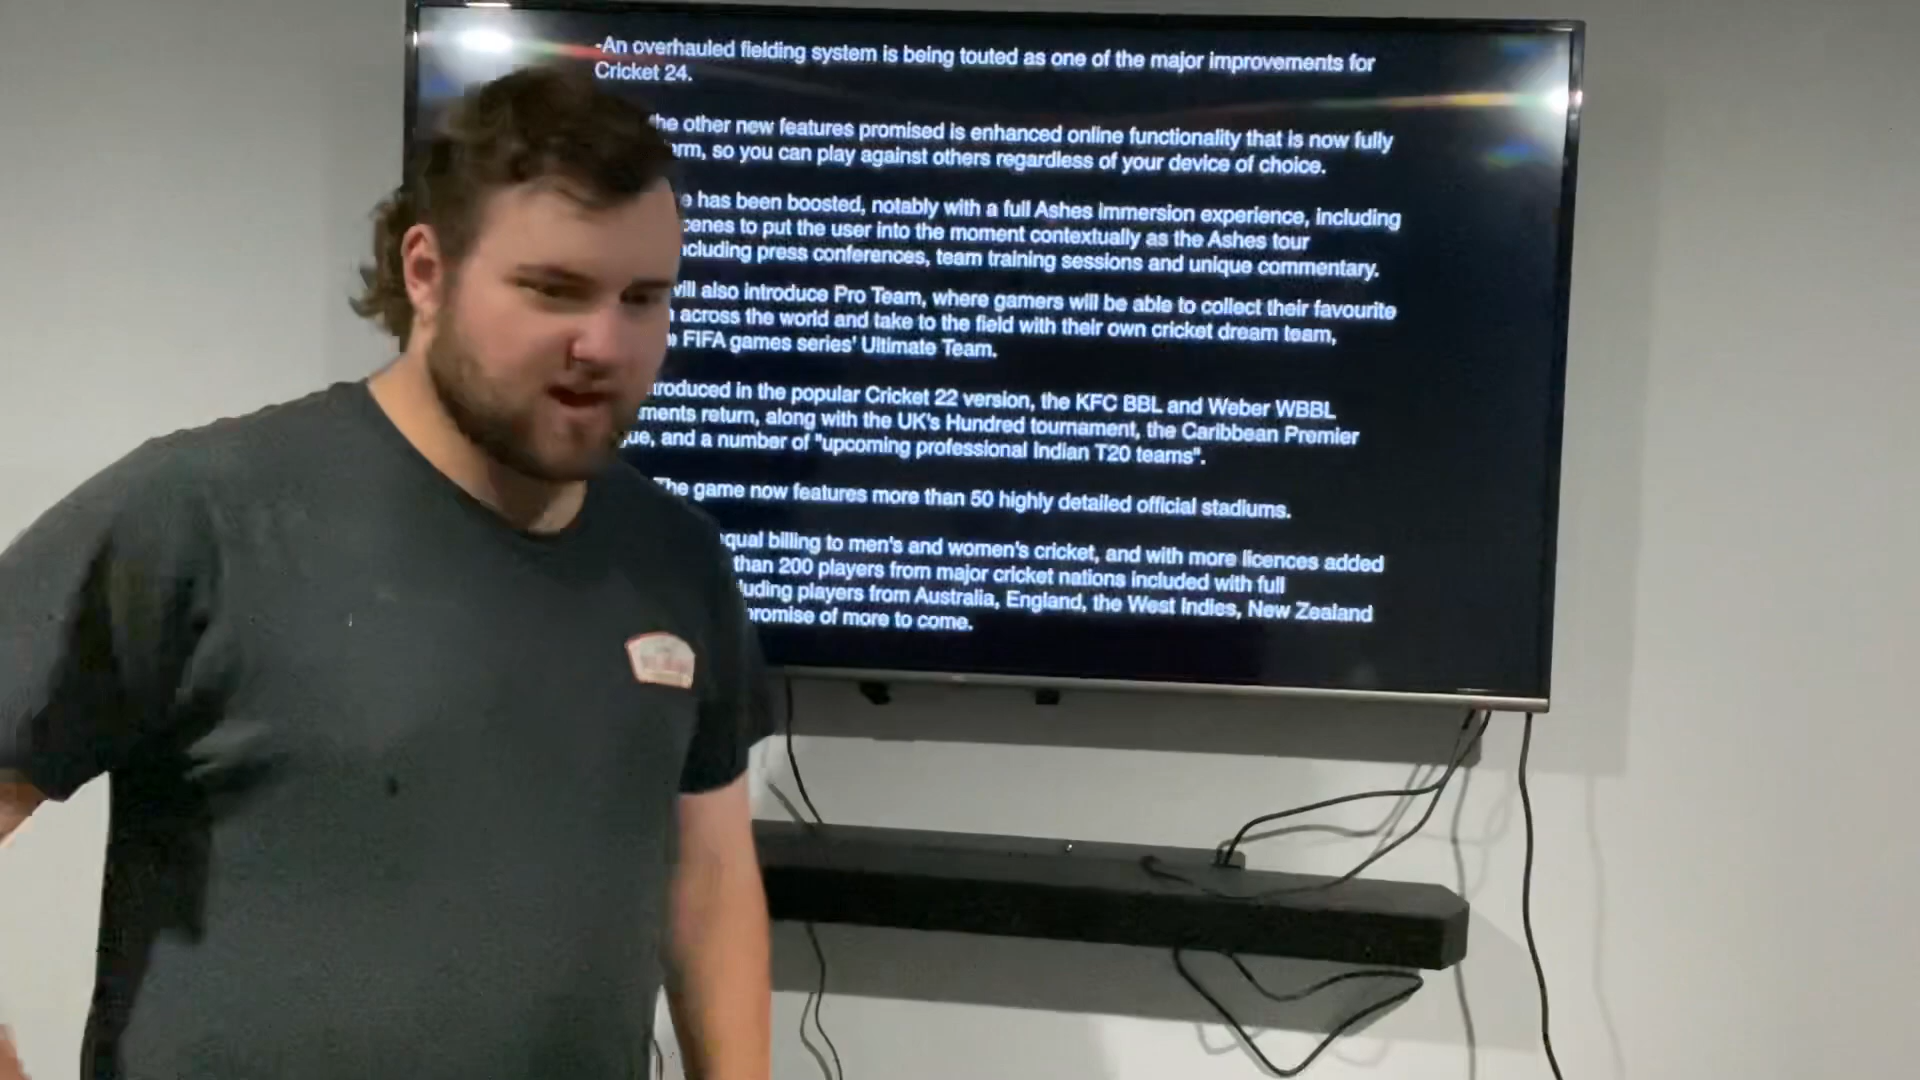 -An overhauled fielding system is being touted as one of the major improvements for
Cricket 24.
the other new features promised is enhanced online functionality that is now fully
so you can play against others regardless of your device of choice.
has been boosted, notably with a full Ashes immersion experience, including
to put the user into the moment contextually as the Ashes tour
press conferences, team training sessions and unique commentary.
will also introduce Pro Team, where gamers will be able to collect their favourite
across the world and take to the field with their own cricket dream team,
FIFA games series' Ultimate Team.
in the popular Cricket 22 version, the KFC BBL and Weber WBBL
return, along with the UK's Hundred tournament, the Caribbean Premier
and a number of "upcoming professional Indian T20 teams".
The game now features more than 50 highly detailed official stadiums.
billing to men's and women's cricket, and with more licences added
than 200 players from major cricket nations included with full
players from Australia, England, the West Indies, New Zealand
promise of more to come.